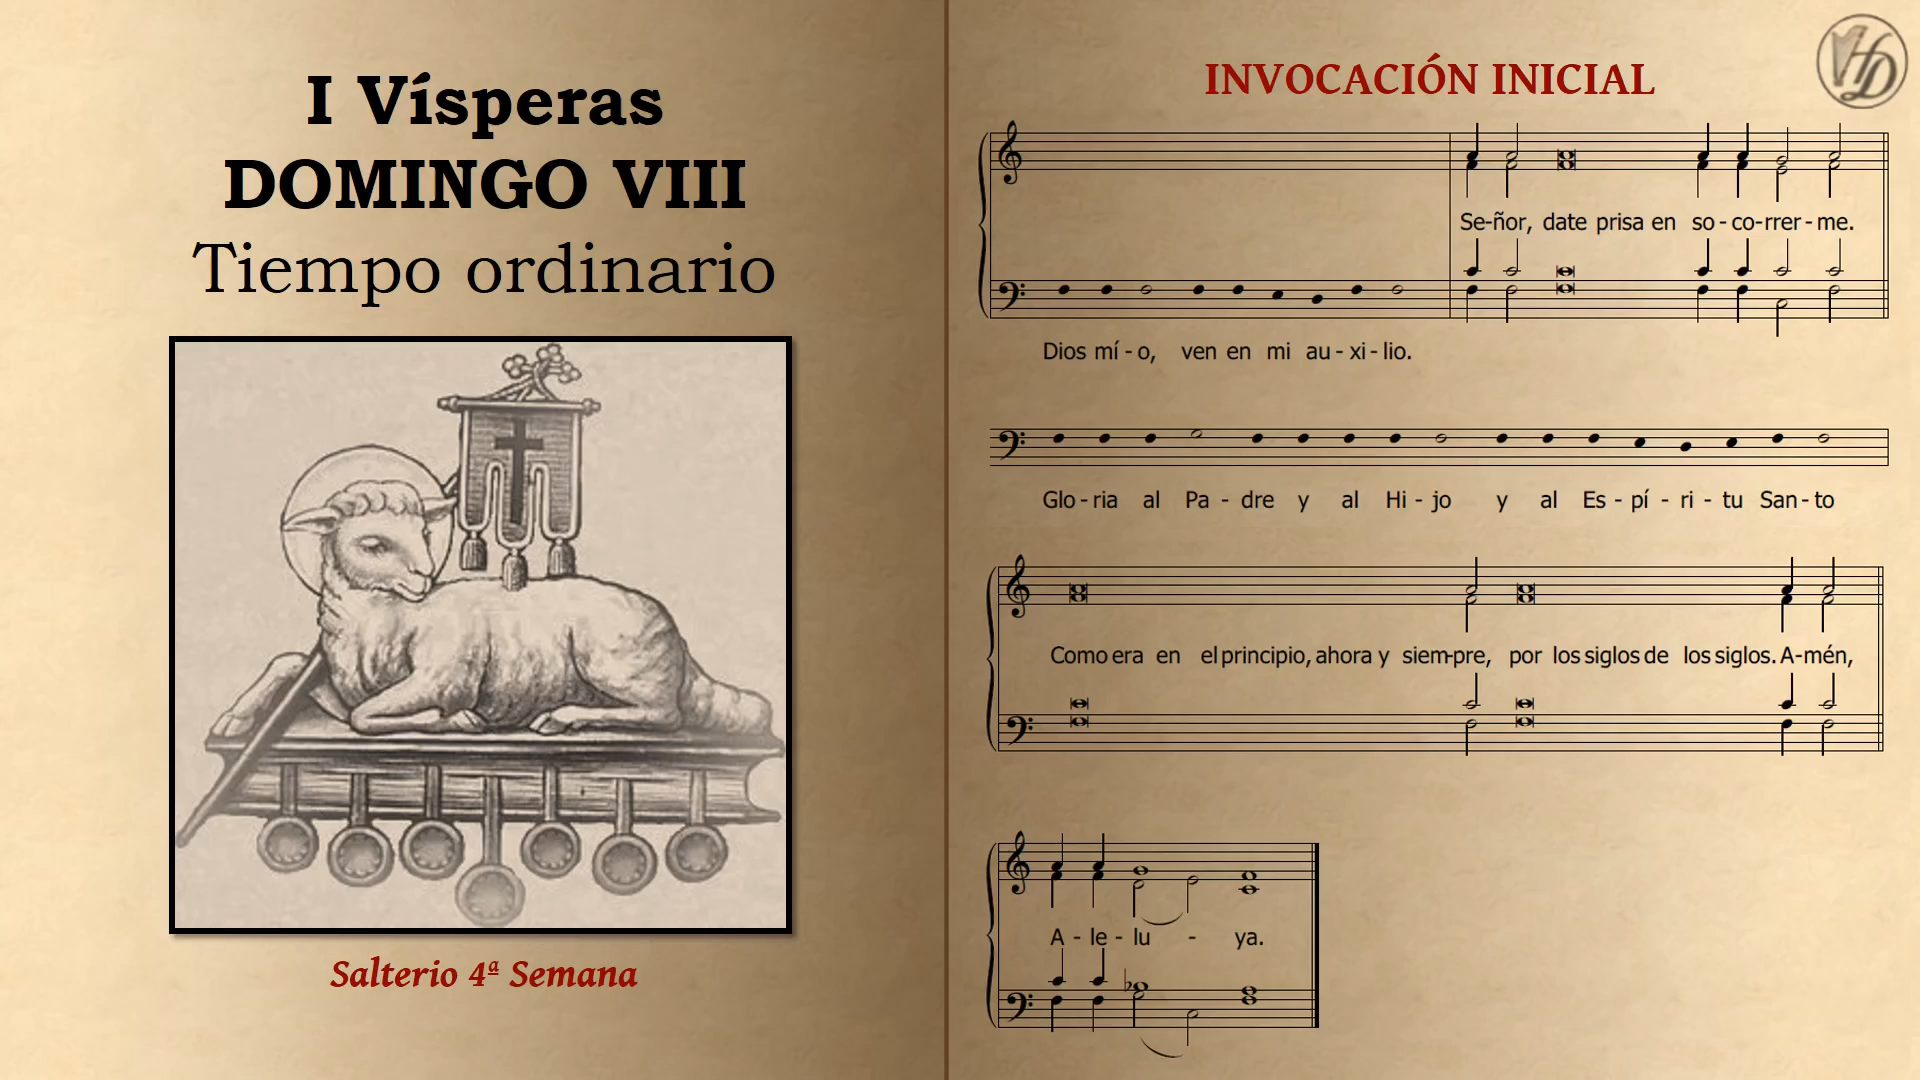 I Vísperas
DOMINGO VIII
Tiempo ordinario
Salterio 4ª Semana
HD
INVOCACIÓN INICIAL
Se-ñor, date prisa en so-co-rrer-me.
Dios mí-o, ven en mi au-xi-lio.
Glo-ria al Pa-dre y al Hi-jo y al Es-pí-ri-tu San-to
Como era en el principio, ahora y siem-pre, por los siglos de los siglos. A-mén,
A-le-lu-ya.